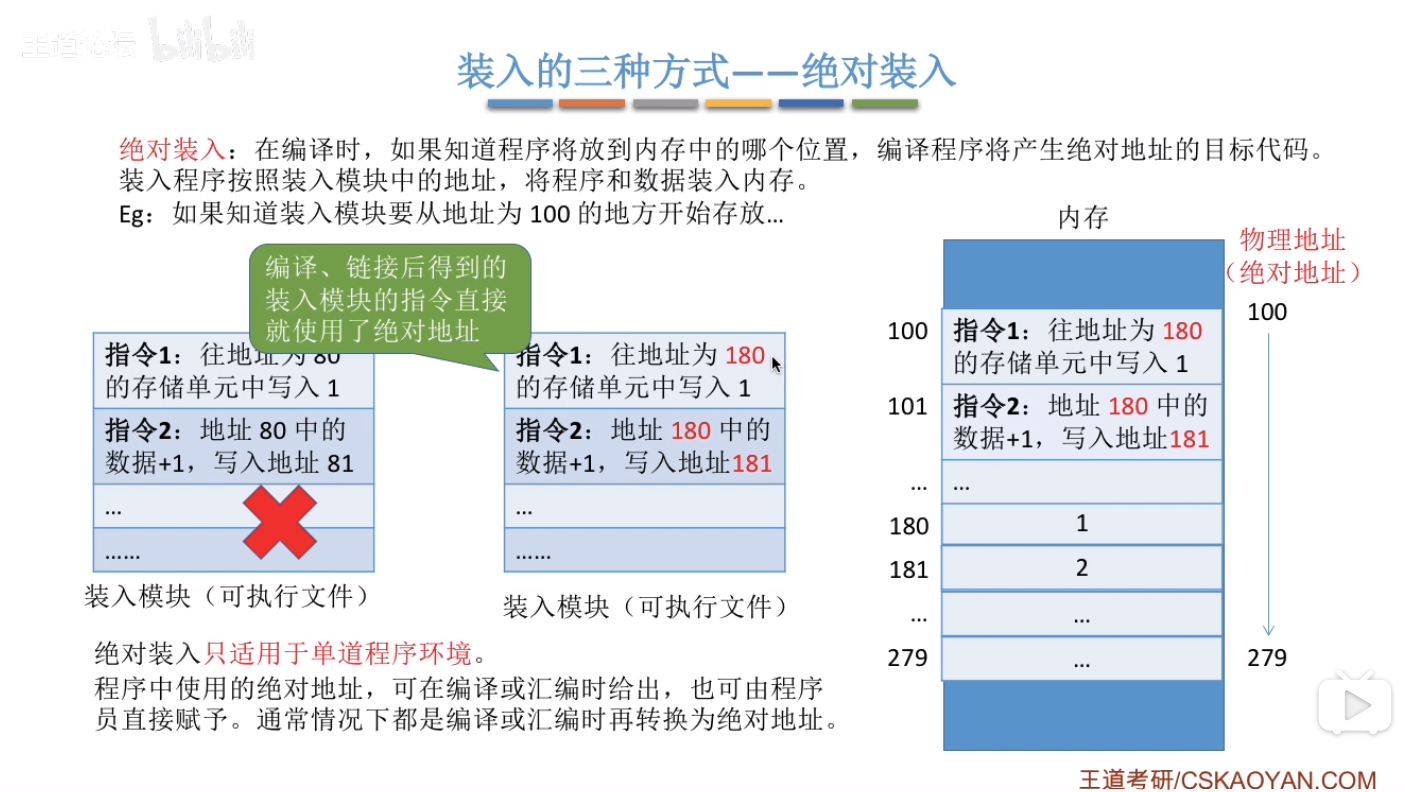 王道论坛 bilibili
装入的三种方式——绝对装入
绝对装入：在编译时，如果知道程序将放到内存中的哪个位置，编译程序将产生绝对地址的目标代码。
装入程序按照装入模块中的地址，将程序和数据装入内存。
Eg：如果知道装入模块要从地址为 100 的地方开始存放…
编译、链接后得到的
装入模块的指令直接
就使用了绝对地址
指令1：往地址为 80
的存储单元中写入 1
指令2：地址 80 中的
数据+1，写入地址 81
…
……
装入模块（可执行文件）
指令1：往地址为 180
的存储单元中写入 1
指令2：地址 180 中的
数据+1，写入地址181
…
……
装入模块（可执行文件）
内存
物理地址
（绝对地址）
100
100
指令1：往地址为 180
的存储单元中写入 1
101
指令2：地址 180 中的
数据+1，写入地址181
…
…
180
1
181
2
…
…
279
…
279
绝对装入只适用于单道程序环境。
程序中使用的绝对地址，可在编译或汇编时给出，也可由程序
员直接赋予。通常情况下都是编译或汇编时再转换为绝对地址。
王道考研/CSKAOYAN.COM